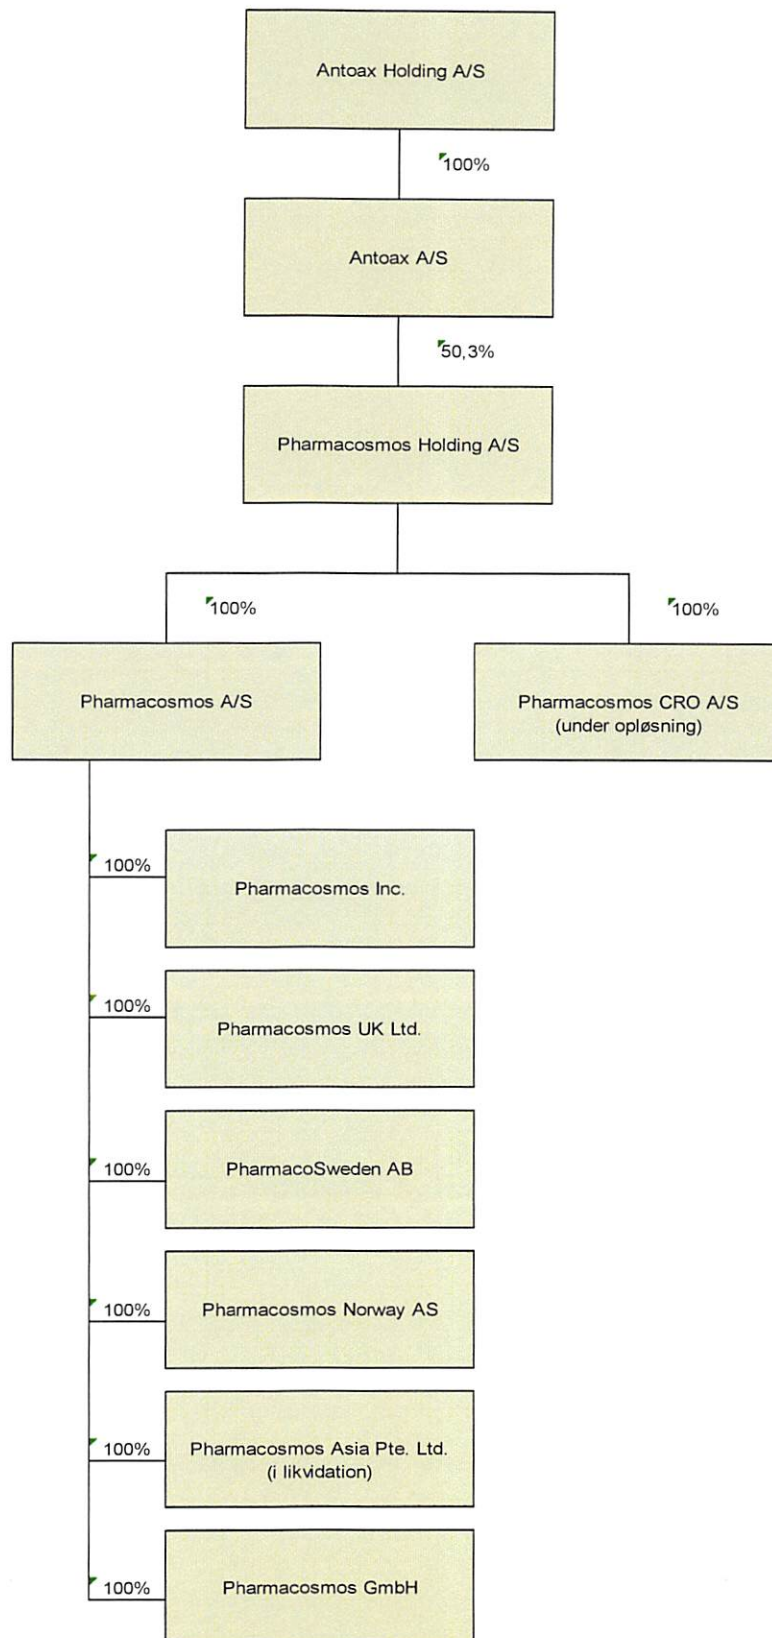 Antoax Holding A/S
100%
Antoax A/S
50,3%
Pharmacosmos Holding A/S
100%
100%
Pharmacosmos A/S
Pharmacosmos CRO A/S
(under opløsning)
100%
Pharmacosmos Inc.
100%
Pharmacosmos UK Ltd.
100%
PharmacoSweden AB
100%
Pharmacosmos Norway AS
100%
Pharmacosmos Asia Pte. Ltd.
(i likvidation)
100%
Pharmacosmos GmbH